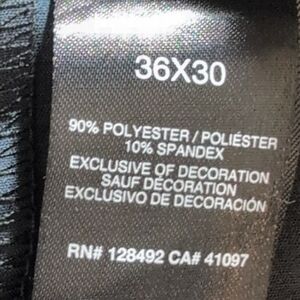 36X30
90% POLYESTER / POLIÉSTER
10% SPANDEX
EXCLUSIVE OF DECORATION
SAUF DÉCORATION
EXCLUSIVO DE DECORACIÓN
RN# 128492 CA# 41097